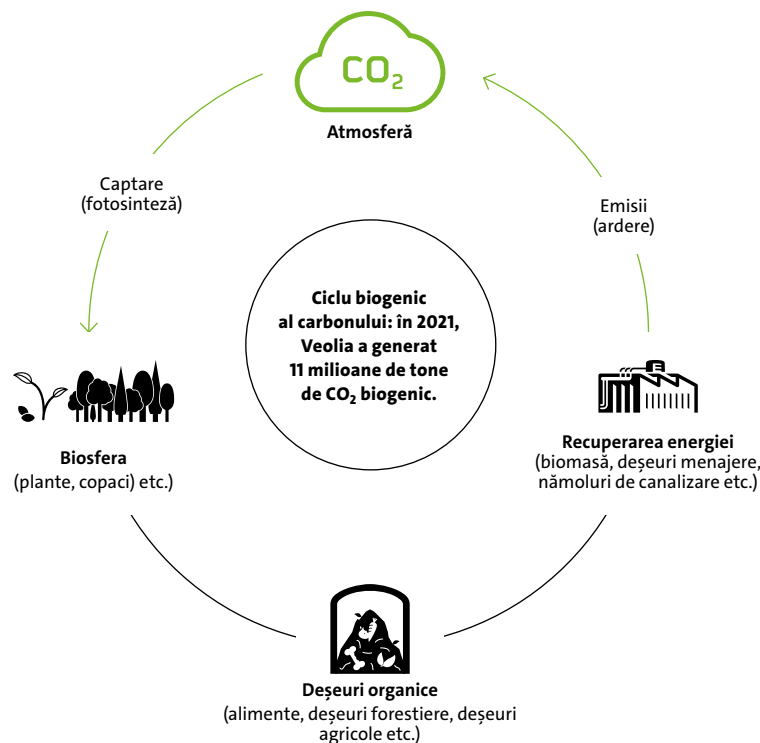 CO₂
Atmosferă
Captare
(fotosinteză)
Emisii
(ardere)
Ciclu biogenic
al carbonului: în 2021,
Veolia a generat
11 milioane de tone
de CO₂ biogenic.
Biosfera
(plante, copaci) etc.)
Recuperarea energiei
(biomasă, deșeuri menajere,
nămoluri de canalizare etc.)
Deșeuri organice
(alimente, deșeuri forestiere, deșeuri
agricole etc.)